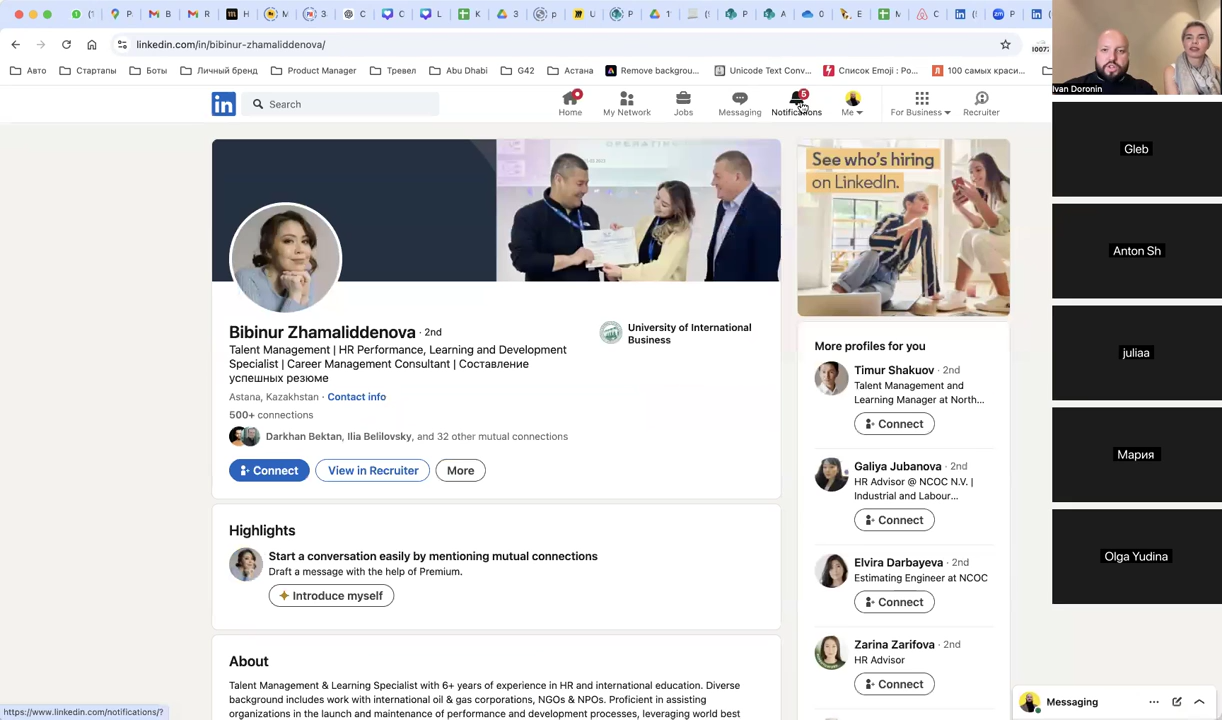 linkedin.com/in/bibinur-zhamaliddenova/
Авто
Стартапы
Боты
Личный бренд
Product Manager
Тревел
Abu Dhabi
G42
Астана
Remove backgrou...
Unicode Text Conv...
Список Emoji : Po...
100 самых краси...
Ivan Doronin
in
Search
Home
My Network
Jobs
Messaging
5
Notifications
Me
For Business
Recruiter
Gleb
Anton Sh
juliaa
Мария
Olga Yudina
See who's hiring
on LinkedIn.
Bibinur Zhamaliddenova · 2nd
Talent Management | HR Performance, Learning and Development
Specialist | Career Management Consultant | Составление
успешных резюме
Astana, Kazakhstan · Contact info
500+ connections
Darkhan Bektan, Ilia Belilovsky, and 32 other mutual connections
Connect
View in Recruiter
More
University of International
Business
Highlights
Start a conversation easily by mentioning mutual connections
Draft a message with the help of Premium.
Introduce myself
About
Talent Management & Learning Specialist with 6+ years of experience in HR and international education. Diverse
background includes work with international oil & gas corporations, NGOs & NPOs. Proficient in assisting
organizations in the launch and maintenance of performance and development processes, leveraging world best
More profiles for you
Timur Shakuov · 2nd
Talent Management and
Learning Manager at North...
Connect
Galiya Jubanova · 2nd
HR Advisor @ NCOC N.V. |
Industrial and Labour...
Connect
Elvira Darbayeva · 2nd
Estimating Engineer at NCOC
Connect
Zarina Zarifova · 2nd
HR Advisor
Connect
Messaging
https://www.linkedin.com/notifications/?